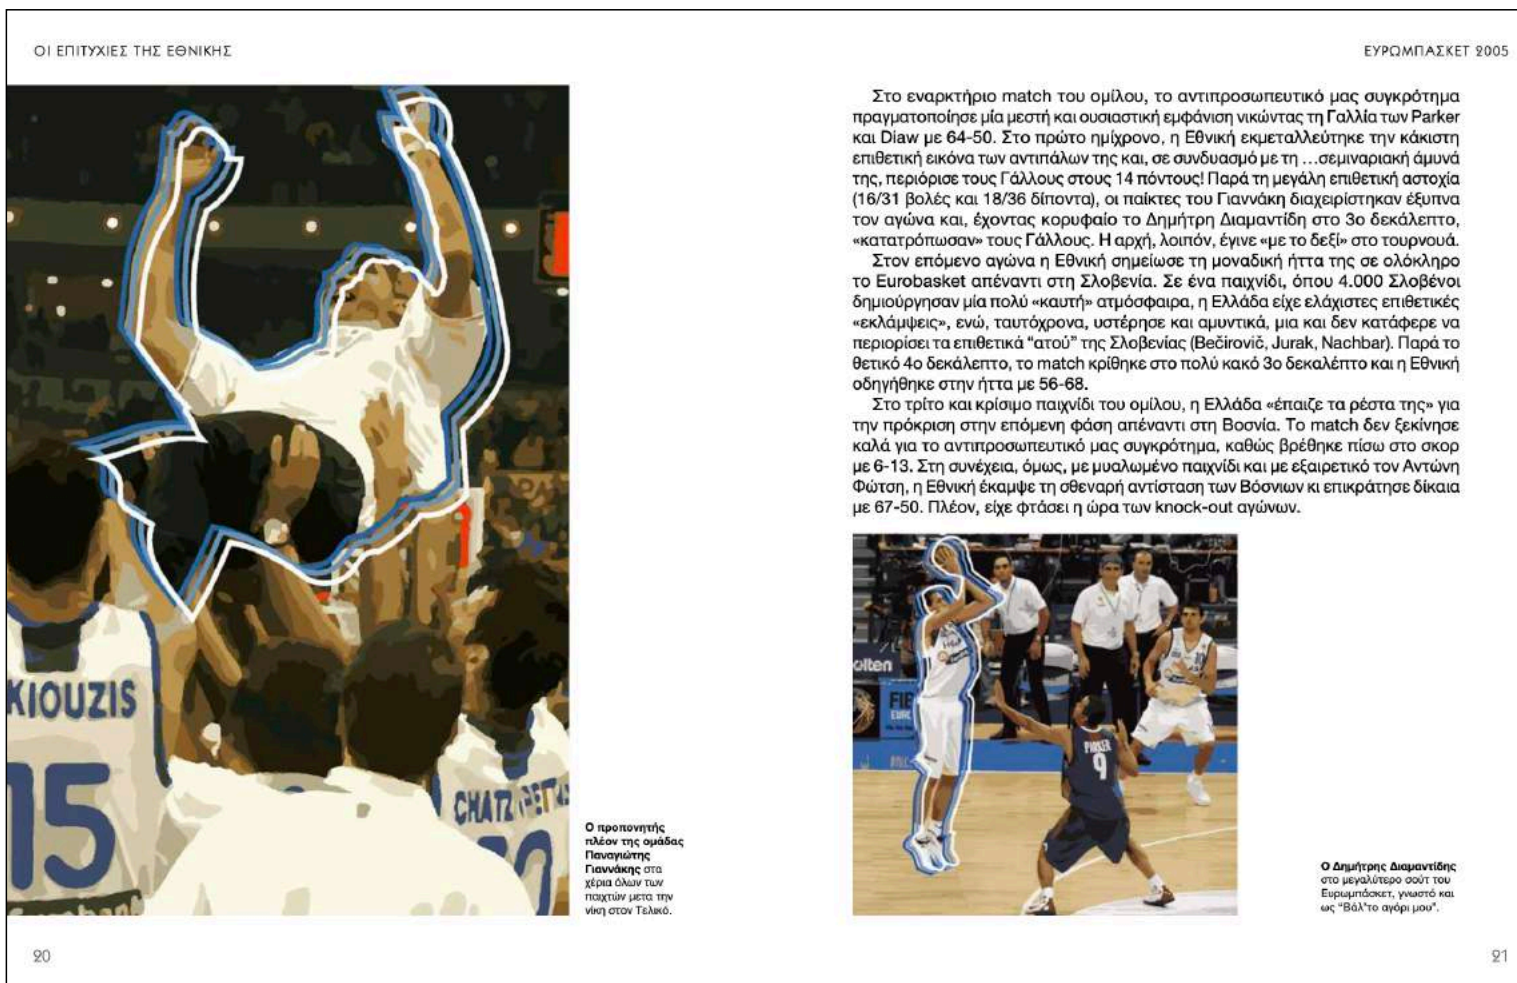 ΟΙ ΕΠΙΤΥΧΙΕΣ ΤΗΣ ΕΘΝΙΚΗΣ
KIOUZIS
15
CHATZ
Ο προπονητής
πλέον της ομάδας
Παναγιώτης
Γιαννάκης στα
χέρια όλων των
παιχτών μετα την
νίκη στον Τελικό.
20
ΕΥΡΩΜΠΑΣΚΕΤ 2005
Στο εναρκτήριο match του ομίλου, το αντιπροσωπευτικό μας συγκρότημα
πραγματοποίησε μία μεστή και ουσιαστική εμφάνιση νικώντας τη Γαλλία των Parker
και Diaw με 64-50. Στο πρώτο ημίχρονο, η Εθνική εκμεταλλεύτηκε την κάκιστη
επιθετική εικόνα των αντιπάλων της και, σε συνδυασμό με τη …σεμιναριακή άμυνά
της, περιόρισε τους Γάλλους στους 14 πόντους! Παρά τη μεγάλη επιθετική αστοχία
(16/31 βολές και 18/36 δίποντα), οι παίκτες του Γιαννάκη διαχειρίστηκαν έξυπνα
τον αγώνα και, έχοντας κορυφαίο το Δημήτρη Διαμαντίδη στο 3ο δεκάλεπτο,
«κατατρόπωσαν» τους Γάλλους. Η αρχή, λοιπόν, έγινε «με το δεξί» στο τουρνουά.
Στον επόμενο αγώνα η Εθνική σημείωσε τη μοναδική ήττα της σε ολόκληρο
το Eurobasket απέναντι στη Σλοβενία. Σε ένα παιχνίδι, όπου 4.000 Σλοβένοι
δημιούργησαν μία πολύ «καυτή» ατμόσφαιρα, η Ελλάδα είχε ελάχιστες επιθετικές
«εκλάμψεις», ενώ, ταυτόχρονα, υστέρησε και αμυντικά, μια και δεν κατάφερε να
περιορίσει τα επιθετικά "ατού" της Σλοβενίας (Bečirovič, Jurak, Nachbar). Παρά το
θετικό 4ο δεκάλεπτο, το match κρίθηκε στο πολύ κακό 3ο δεκαλέπτο και η Εθνική
οδηγήθηκε στην ήττα με 56-68.
Στο τρίτο και κρίσιμο παιχνίδι του ομίλου, η Ελλάδα «έπαιζε τα ρέστα της» για
την πρόκριση στην επόμενη φάση απέναντι στη Βοσνία. Το match δεν ξεκίνησε
καλά για το αντιπροσωπευτικό μας συγκρότημα, καθώς βρέθηκε πίσω στο σκορ
με 6-13. Στη συνέχεια, όμως, με μυαλωμένο παιχνίδι και με εξαιρετικό τον Αντώνη
Φώτση, η Εθνική έκαμψε τη σθεναρή αντίσταση των Βόσνιων κι επικράτησε δίκαια
με 67-50. Πλέον, είχε φτάσει η ώρα των knock-out αγώνων.
olten
FIB
PARKER
9
10
Ο Δημήτρης Διαμαντίδης
στο μεγαλύτερο σούτ του
Ευρωμπάσκετ, γνωστό και
ως "Βάλ'το αγόρι μου".
21